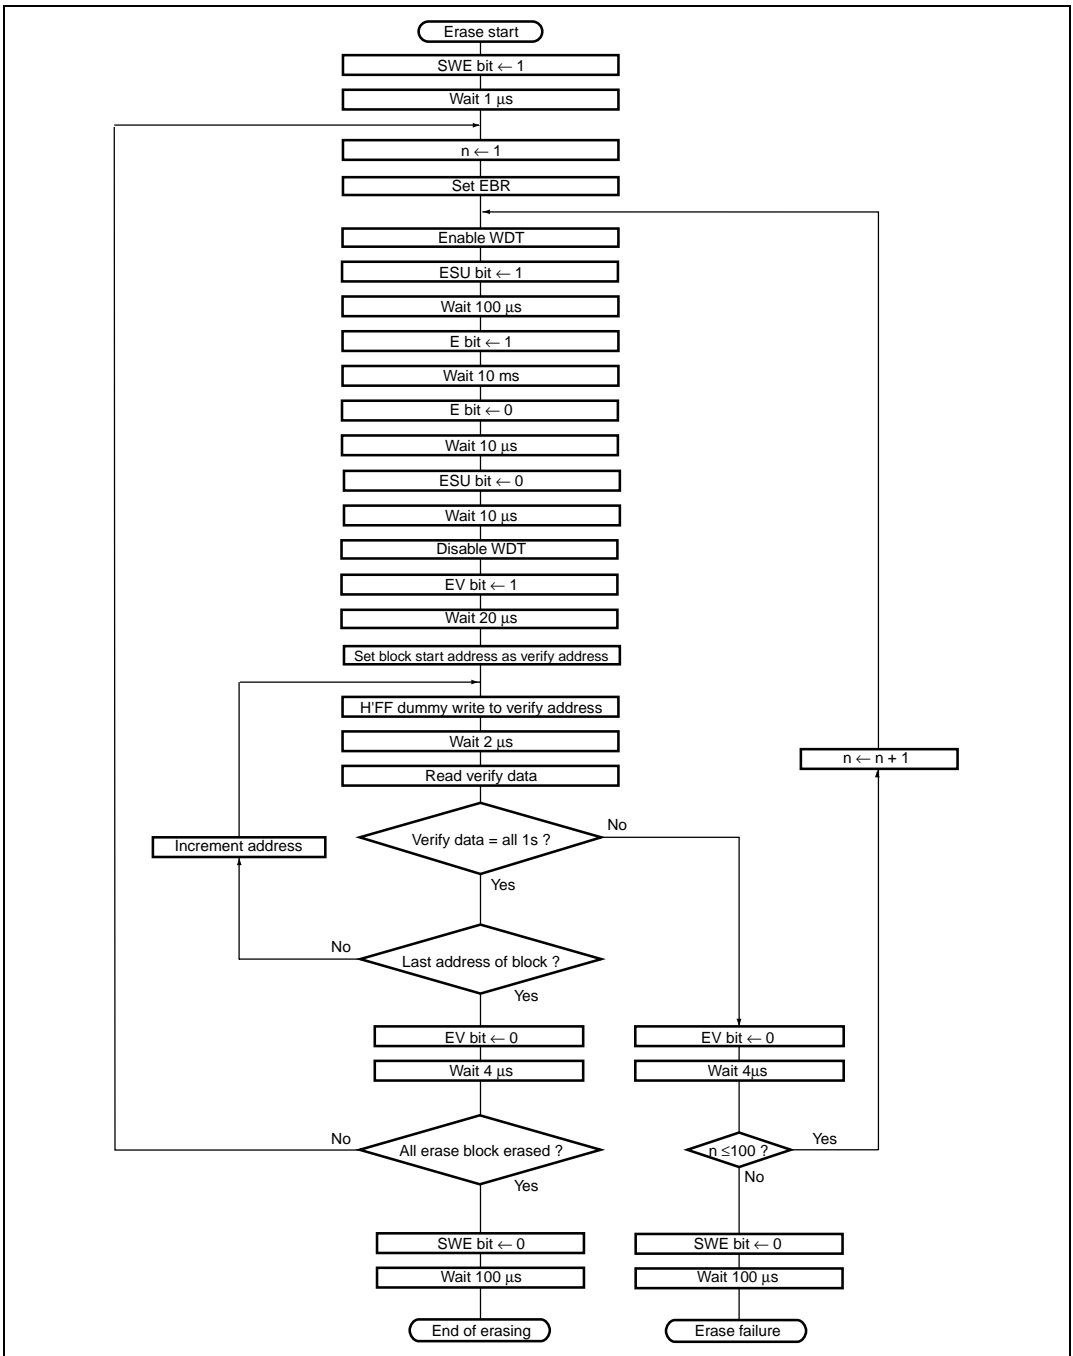 Erase start
SWE bit ← 1
Wait 1 μs
n ← 1
Set EBR
Enable WDT
ESU bit ← 1
Wait 100 μs
E bit ← 1
Wait 10 ms
E bit ← 0
Wait 10 μs
ESU bit ← 0
Wait 10 μs
Disable WDT
EV bit ← 1
Wait 20 μs
Set block start address as verify address
H'FF dummy write to verify address
Wait 2 μs
Read verify data
n ← n + 1
Verify data = all 1s ?
No
Increment address
Yes
No
Last address of block ?
Yes
EV bit ← 0
EV bit ← 0
Wait 4 μs
Wait 4μs
No
All erase block erased ?
Yes
n ≤100 ?
Yes
No
SWE bit ← 0
SWE bit ← 0
Wait 100 μs
Wait 100 μs
End of erasing
Erase failure